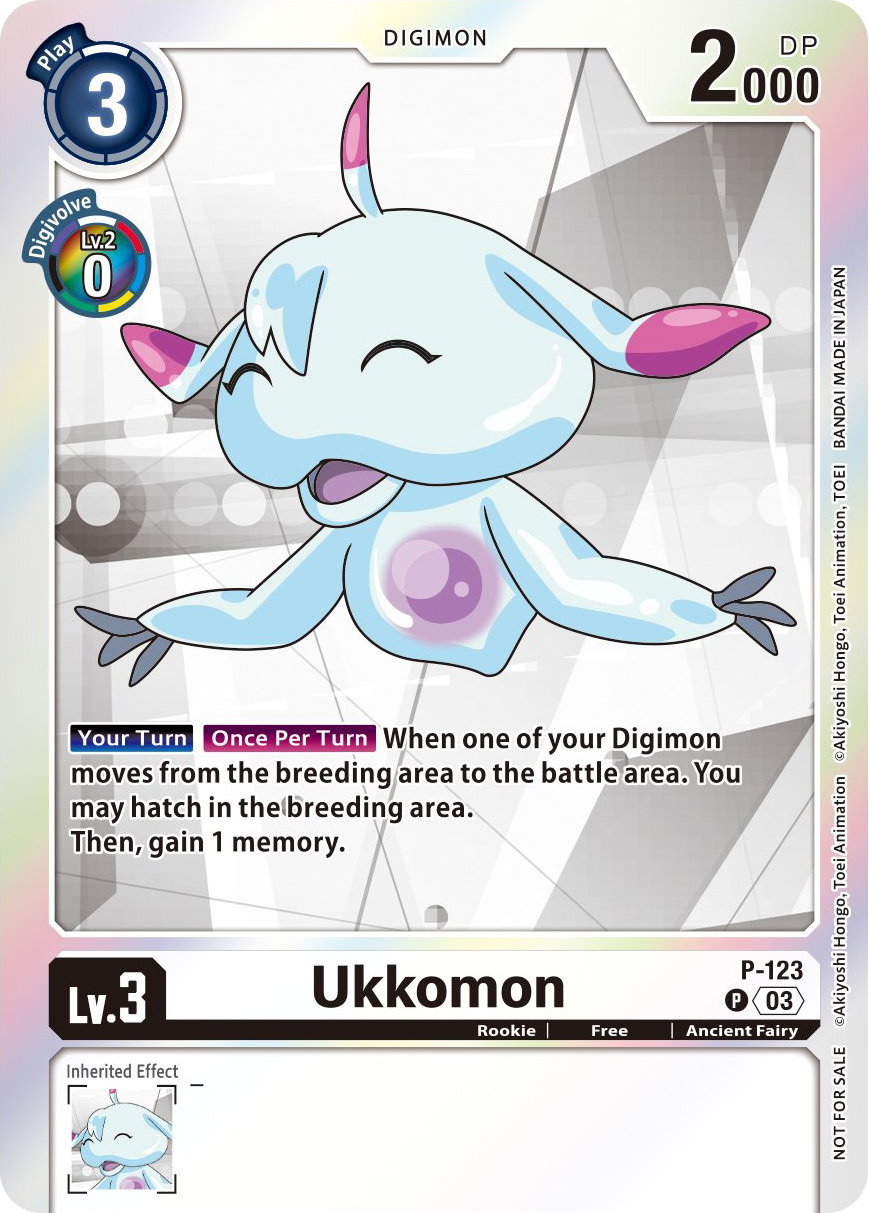 Play
3
DIGIMON
DP
2000
Digivolve
Lv.2
0
Your Turn Once Per Turn When one of your Digimon
moves from the breeding area to the battle area. You
may hatch in the breeding area.
Then, gain 1 memory.
Lv.3
Ukkomon
P-123
P 03
Rookie | Free | Ancient Fairy
Inherited Effect
–
NOT FOR SALE ©Akiyoshi Hongo, Toei Animation ©Akiyoshi Hongo, Toei Animation, TOEI BANDAI MADE IN JAPAN